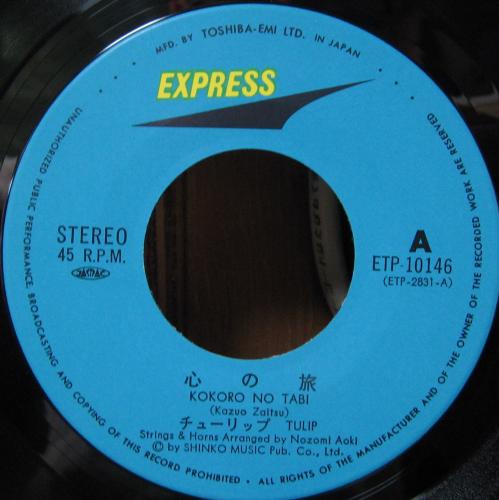 MFD. BY TOSHIBA-EMI LTD. IN JAPAN
EXPRESS
STEREO
45 R.P.M.
JASRAC
A
ETP-10146
(ETP-2831-A)
心の旅
KOKORO NO TABI
(Kazuo Zaitsu)
チューリップ TULIP
Strings & Horns Arranged by Nozomi Aoki
© by SHINKO MUSIC Pub. Co., Ltd.
UNAUTHORIZED PUBLIC PERFORMANCE, BROADCASTING AND COPYING OF THIS RECORD PROHIBITED • ALL RIGHTS OF THE MANUFACTURER AND OF THE OWNER OF THE RECORDED WORK ARE RESERVED